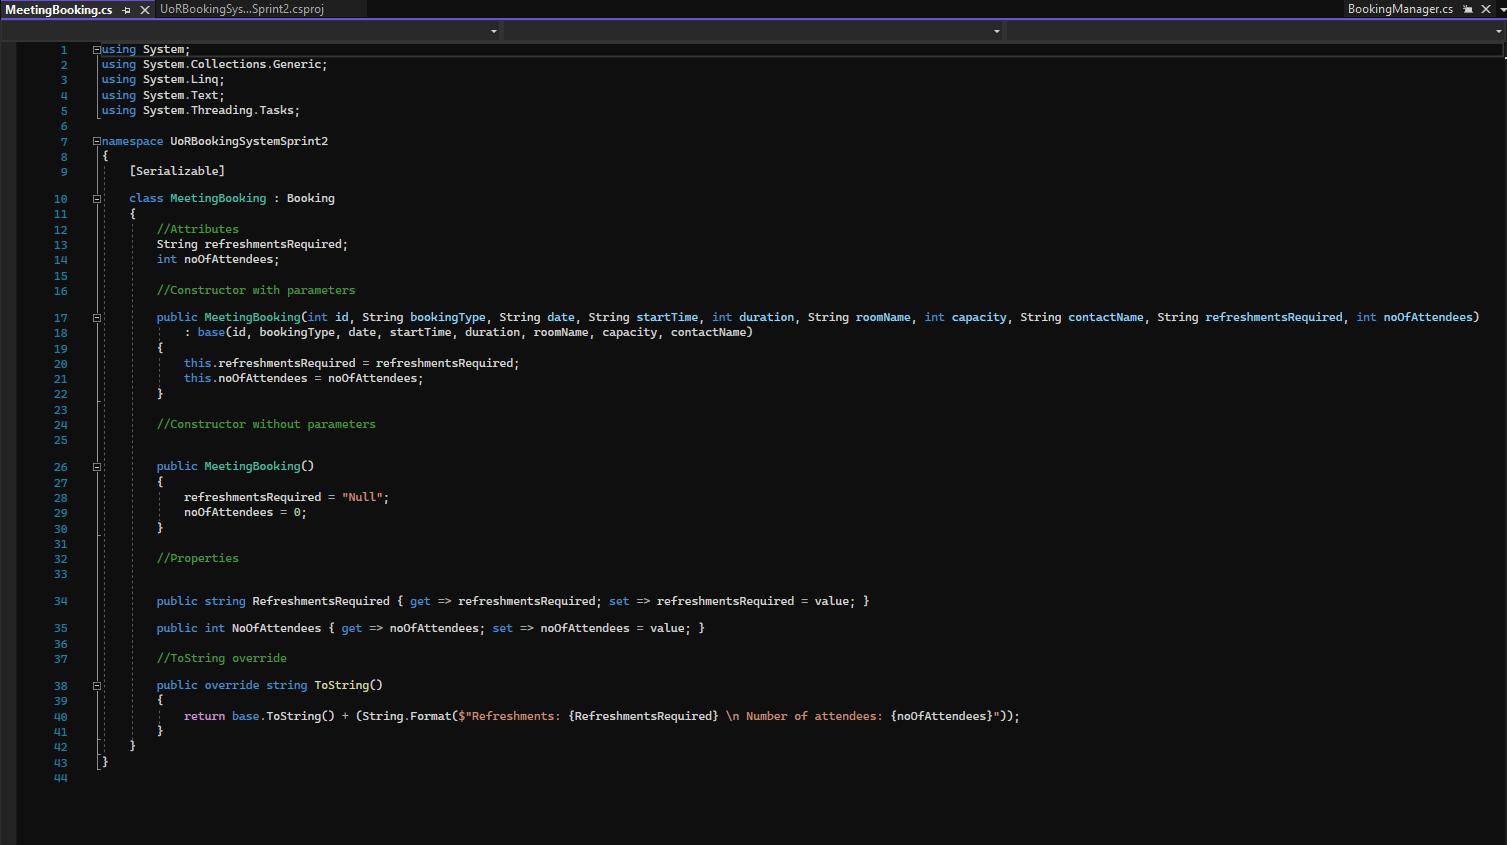 MeetingBooking.cs
UoRBookingSys...Sprint2.csproj
BookingManager.cs
1 using System;
2 using System.Collections.Generic;
3 using System.Linq;
4 using System.Text;
5 using System.Threading.Tasks;
6
7 namespace UoRBookingSystemSprint2
8 {
9 [Serializable]
10 class MeetingBooking : Booking
11 {
12 //Attributes
13 String refreshmentsRequired;
14 int noOfAttendees;
15
16 //Constructor with parameters
17 public MeetingBooking(int id, String bookingType, String date, String startTime, int duration, String roomName, int capacity, String contactName, String refreshmentsRequired, int noOfAttendees)
18 : base(id, bookingType, date, startTime, duration, roomName, capacity, contactName)
19 {
20 this.refreshmentsRequired = refreshmentsRequired;
21 this.noOfAttendees = noOfAttendees;
22 }
23
24 //Constructor without parameters
25
26 public MeetingBooking()
27 {
28 refreshmentsRequired = "Null";
29 noOfAttendees = 0;
30 }
31
32 //Properties
33
34 public string RefreshmentsRequired { get => refreshmentsRequired; set => refreshmentsRequired = value; }
35 public int NoOfAttendees { get => noOfAttendees; set => noOfAttendees = value; }
36
37 //ToString override
38 public override string ToString()
39 {
40 return base.ToString() + (String.Format($"Refreshments: {RefreshmentsRequired} \n Number of attendees: {noOfAttendees}"));
41 }
42 }
43 }
44